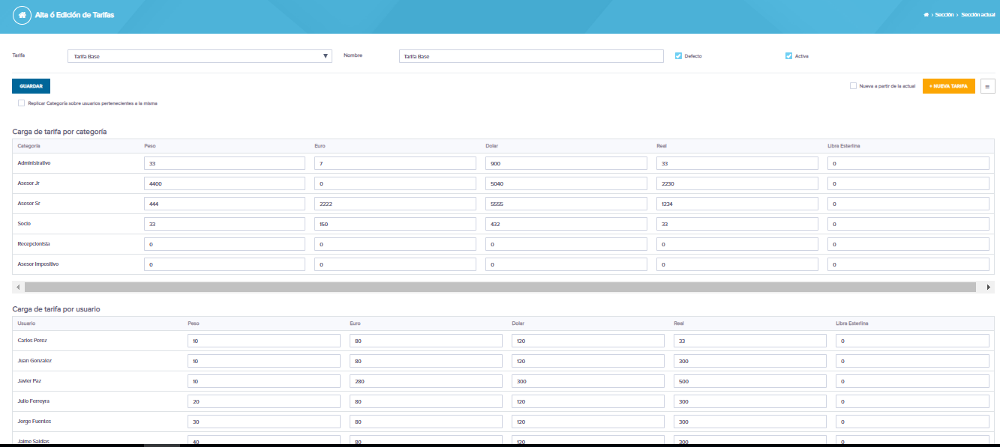 Alta ó Edición de Tarifas
› Sección › Sección actual
Tarifa Tarifa Base Nombre Tarifa Base Defecto Activa
GUARDAR Nueva a partir de la actual + NUEVA TARIFA
Replicar Categoría sobre usuarios pertenecientes a la misma
Carga de tarifa por categoría
Categoría Peso Euro Dolar Real Libra Esterlina
Administrativo 33 7 900 33 0
Asesor Jr 4400 0 5040 2230 0
Asesor Sr 444 2222 5555 1234 0
Socio 33 150 432 33 0
Recepcionista 0 0 0 0 0
Asesor Impositivo 0 0 0 0 0
Carga de tarifa por usuario
Usuario Peso Euro Dolar Real Libra Esterlina
Carlos Perez 10 80 120 33 0
Juan Gonzalez 10 80 120 300 0
Javier Paz 10 280 300 500 0
Julio Ferreyra 20 80 120 300 0
Jorge Fuentes 30 80 120 300 0
Jaime Saldias 40 80 120 300 0